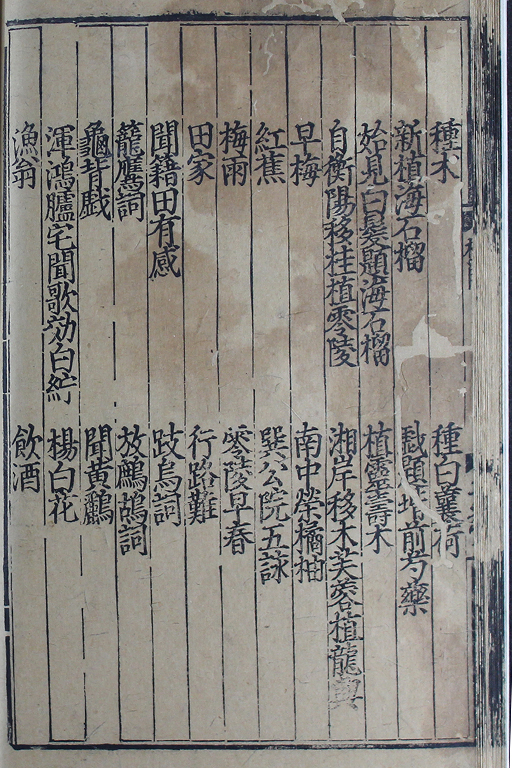 種木 種白蘘荷
新植海石榴 戱題堦前芍藥
始見白髮題海石榴 植靈壽木
自衡陽移桂植零陵 湘岸移木芙蓉植龍興
早梅 南中榮橘柚
紅蕉 巽公院五詠
梅雨 零陵早春
田家 行路難
聞籍田有感 跂烏詞
籠鷹詞 放鷓鴣詞
龜背戱 聞黃鸝
渾鴻臚宅聞歌効白紵 楊白花
漁翁 飲酒